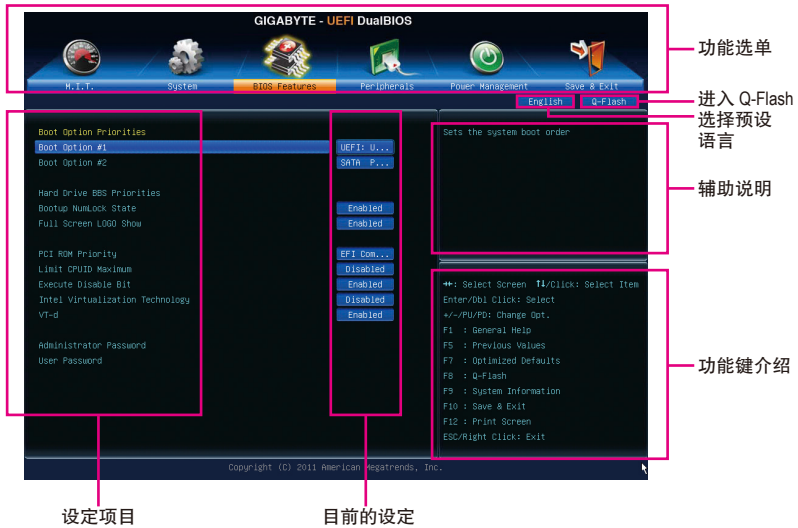 GIGABYTE - UEFI DualBIOS
M.I.T.
System
BIOS Features
Peripherals
Power Management
Save & Exit
功能选单
English
Q-Flash
进入 Q-Flash
选择预设
语言
Boot Option Priorities
Boot Option #1
UEFI: U...
Boot Option #2
SATA P...
Hard Drive BBS Priorities
Bootup NumLock State
Enabled
Full Screen LOGO Show
Enabled
PCI ROM Priority
EFI Com...
Limit CPUID Maximum
Disabled
Execute Disable Bit
Enabled
Intel Virtualization Technology
Disabled
VT-d
Enabled
Administrator Password
User Password
Sets the system boot order
辅助说明
→←: Select Screen ↑↓/Click: Select Item
Enter/Dbl Click: Select
+/-/PU/PD: Change Opt.
F1 : General Help
F5 : Previous Values
F7 : Optimized Defaults
F8 : Q-Flash
F9 : System Information
F10 : Save & Exit
F12 : Print Screen
ESC/Right Click: Exit
功能键介绍
Copyright (C) 2011 American Megatrends, Inc.
设定项目
目前的设定